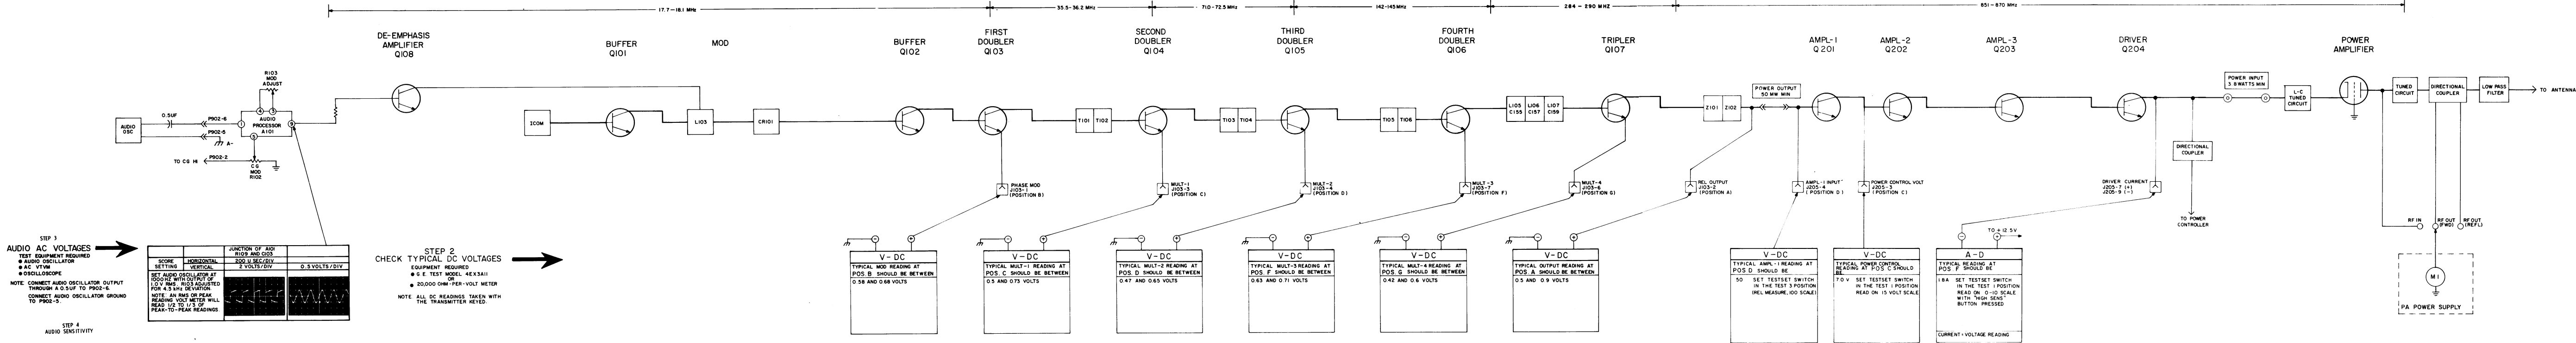 17.7-18.1 MHz
35.5-36.2 MHz
71.0-72.5 MHz
142-145 MHz
284 - 290 MHZ
851-870 MHz
DE-EMPHASIS
AMPLIFIER
Q108
BUFFER
Q101
MOD
BUFFER
Q102
FIRST
DOUBLER
Q103
SECOND
DOUBLER
Q104
THIRD
DOUBLER
Q105
FOURTH
DOUBLER
Q106
TRIPLER
Q107
AMPL-1
Q201
AMPL-2
Q202
AMPL-3
Q203
DRIVER
Q204
POWER
AMPLIFIER
R103
MOD
ADJUST
AUDIO
OSC
0.5UF
P902-6
P902-5
A-
AUDIO
PROCESSOR
A101
TO CG HI
P902-2
CG
MOD
R102
ICOM
L103
CR101
T101
T102
T103
T104
T105
T106
L105
C155
L106
C157
L107
C159
Z101
Z102
POWER OUTPUT
50 MW MIN
POWER INPUT
3 8 WATTS MIN
L-C
TUNED
CIRCUIT
TUNED
CIRCUIT
DIRECTIONAL
COUPLER
LOW PASS
FILTER
TO ANTENNA
DIRECTIONAL
COUPLER
TO POWER
CONTROLLER
PHASE MOD
J103-1
(POSITION B)
MULT-1
J103-3
(POSITION C)
MULT-2
J103-4
(POSITION D)
MULT-3
J103-7
(POSITION F)
MULT-4
J103-6
(POSITION G)
REL OUTPUT
J103-2
(POSITION A)
AMPL-1 INPUT
J205-4
(POSITION D)
POWER CONTROL VOLT
J205-3
(POSITION C)
DRIVER CURRENT
J205-7 (+)
J205-9 (-)
RF IN
RF OUT
(FWD)
RF OUT
(REFL)
M1
PA POWER SUPPLY
STEP 3
AUDIO AC VOLTAGES
TEST EQUIPMENT REQUIRED
● AUDIO OSCILLATOR
● AC VTVM
● OSCILLOSCOPE
NOTE: CONNECT AUDIO OSCILLATOR OUTPUT
THROUGH A 0.5UF TO P902-6.
CONNECT AUDIO OSCILLATOR GROUND
TO P902-5.
STEP 4
AUDIO SENSITIVITY
JUNCTION OF A101
R109 AND C103
SCORE
SETTING
HORIZONTAL
200 U SEC/DIV
VERTICAL
2 VOLTS/DIV
0.5 VOLTS/DIV
SET AUDIO OSCILLATOR AT
1000 HZ WITH OUTPUT OF
1.0 V RMS. R103 ADJUSTED
FOR 4.5 KHz DEVIATION.
NOTE: AN RMS OR PEAK
READING VOLT METER WILL
READ 1/2 TO 1/3 OF
PEAK-TO-PEAK READINGS.
STEP 2
CHECK TYPICAL DC VOLTAGES
EQUIPMENT REQUIRED
● G E TEST MODEL 4EX3A11
OR
● 20,000 OHM-PER-VOLT METER
NOTE ALL DC READINGS TAKEN WITH
THE TRANSMITTER KEYED.
V-DC
TYPICAL MOD READING AT
POS. B SHOULD BE BETWEEN
0.58 AND 0.68 VOLTS
V-DC
TYPICAL MULT-1 READING AT
POS. C SHOULD BE BETWEEN
0.5 AND 0.73 VOLTS
V-DC
TYPICAL MULT-2 READING AT
POS. D SHOULD BE BETWEEN
0.47 AND 0.65 VOLTS
V-DC
TYPICAL MULT-3 READING AT
POS. F SHOULD BE BETWEEN
0.63 AND 0.71 VOLTS
V-DC
TYPICAL MULT-4 READING AT
POS. G SHOULD BE BETWEEN
0.42 AND 0.6 VOLTS
V-DC
TYPICAL OUTPUT READING AT
POS. A SHOULD BE BETWEEN
0.5 AND 0.9 VOLTS
V-DC
TYPICAL AMPL-1 READING AT
POS D SHOULD BE
50 SET TESTSET SWITCH
IN THE TEST 3 POSITION
(REL MEASURE, 100 SCALE)
V-DC
TYPICAL POWER CONTROL
READING AT POS C SHOULD
BE
7 0 V SET TESTSET SWITCH
IN THE TEST 1 POSITION
READ ON 15 VOLT SCALE
TO + 12 5V
A-D
TYPICAL READING AT
POS F SHOULD BE
1 8A SET TESTSET SWITCH
IN THE TEST 1 POSITION
READ ON 0-10 SCALE
WITH "HIGH SENS"
BUTTON PRESSED
CURRENT = VOLTAGE READING